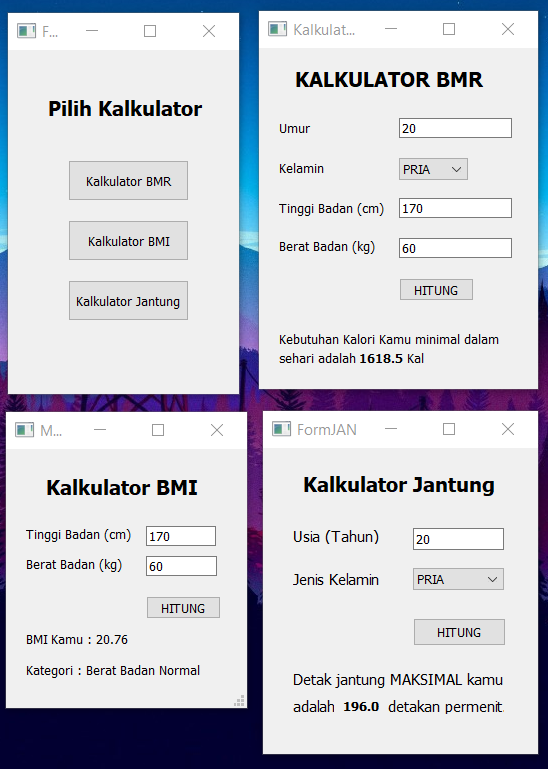 F...
Pilih Kalkulator
Kalkulator BMR
Kalkulator BMI
Kalkulator Jantung
Kalkulat...
KALKULATOR BMR
Umur 20
Kelamin PRIA
Tinggi Badan (cm) 170
Berat Badan (kg) 60
HITUNG
Kebutuhan Kalori Kamu minimal dalam
sehari adalah 1618.5 Kal
M...
Kalkulator BMI
Tinggi Badan (cm) 170
Berat Badan (kg) 60
HITUNG
BMI Kamu : 20.76
Kategori : Berat Badan Normal
FormJAN
Kalkulator Jantung
Usia (Tahun) 20
Jenis Kelamin PRIA
HITUNG
Detak jantung MAKSIMAL kamu
adalah 196.0 detakan permenit.